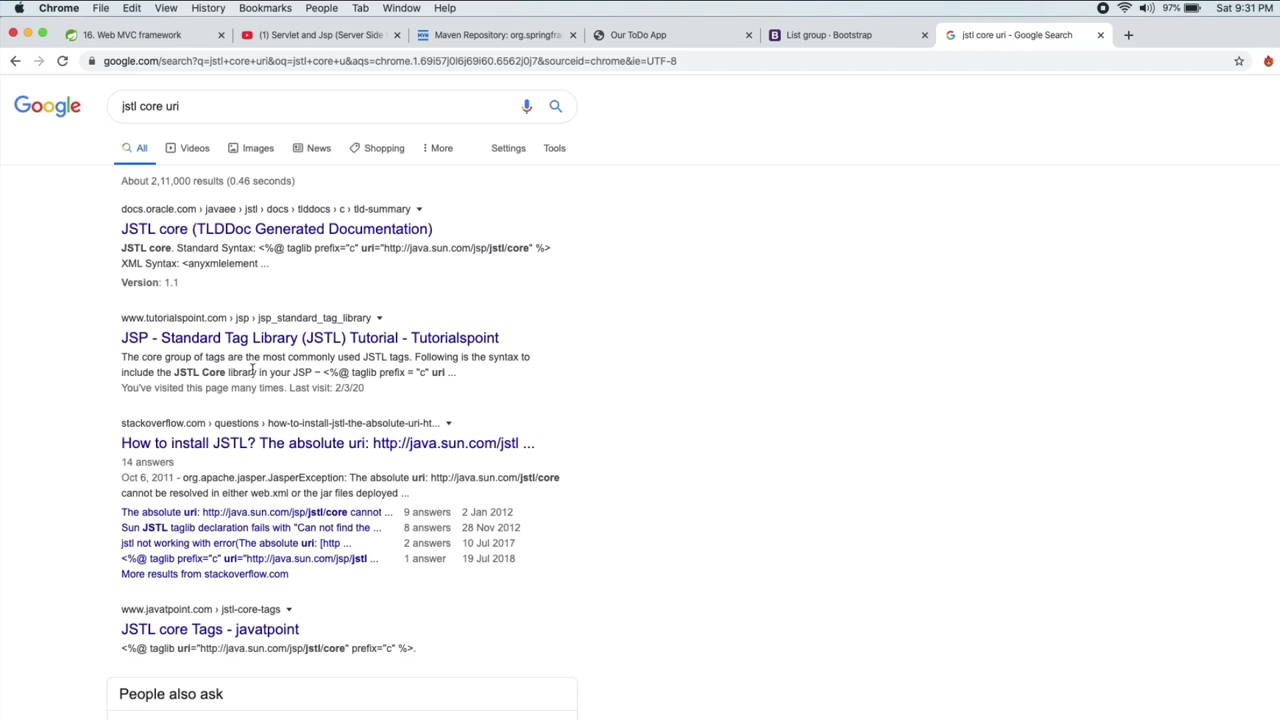 Chrome File Edit View History Bookmarks People Tab Window Help 97% Sat 9:31 PM
16. Web MVC framework (1) Servlet and Jsp (Server Side Maven Repository: org.springfra Our ToDo App List group · Bootstrap jstl core uri - Google Search
google.com/search?q=jstl+core+uri&oq=jstl+core+u&aqs=chrome.1.69i57j0l6j69i60.6562j0j7&sourceid=chrome&ie=UTF-8
Google jstl core uri
All Videos Images News Shopping More Settings Tools
About 2,11,000 results (0.46 seconds)
docs.oracle.com › javaee › jstl › docs › tlddocs › c › tld-summary
JSTL core (TLDDoc Generated Documentation)
JSTL core. Standard Syntax: <%@ taglib prefix="c" uri="http://java.sun.com/jsp/jstl/core" %>
XML Syntax: <anyxmlelement ...
Version: 1.1
www.tutorialspoint.com › jsp › jsp_standard_tag_library
JSP - Standard Tag Library (JSTL) Tutorial - Tutorialspoint
The core group of tags are the most commonly used JSTL tags. Following is the syntax to
include the JSTL Core library in your JSP − <%@ taglib prefix = "c" uri ...
You've visited this page many times. Last visit: 2/3/20
stackoverflow.com › questions › how-to-install-jstl-the-absolute-uri-ht...
How to install JSTL? The absolute uri: http://java.sun.com/jstl ...
14 answers
Oct 6, 2011 - org.apache.jasper.JasperException: The absolute uri: http://java.sun.com/jstl/core
cannot be resolved in either web.xml or the jar files deployed ...
The absolute uri: http://java.sun.com/jsp/jstl/core cannot ... 9 answers 2 Jan 2012
Sun JSTL taglib declaration fails with "Can not find the ... 8 answers 28 Nov 2012
jstl not working with error(The absolute uri: [http ... 2 answers 10 Jul 2017
<%@ taglib prefix="c" uri="http://java.sun.com/jsp/jstl ... 1 answer 19 Jul 2018
More results from stackoverflow.com
www.javatpoint.com › jstl-core-tags
JSTL core Tags - javatpoint
<%@ taglib uri="http://java.sun.com/jsp/jstl/core" prefix="c" %>.
People also ask